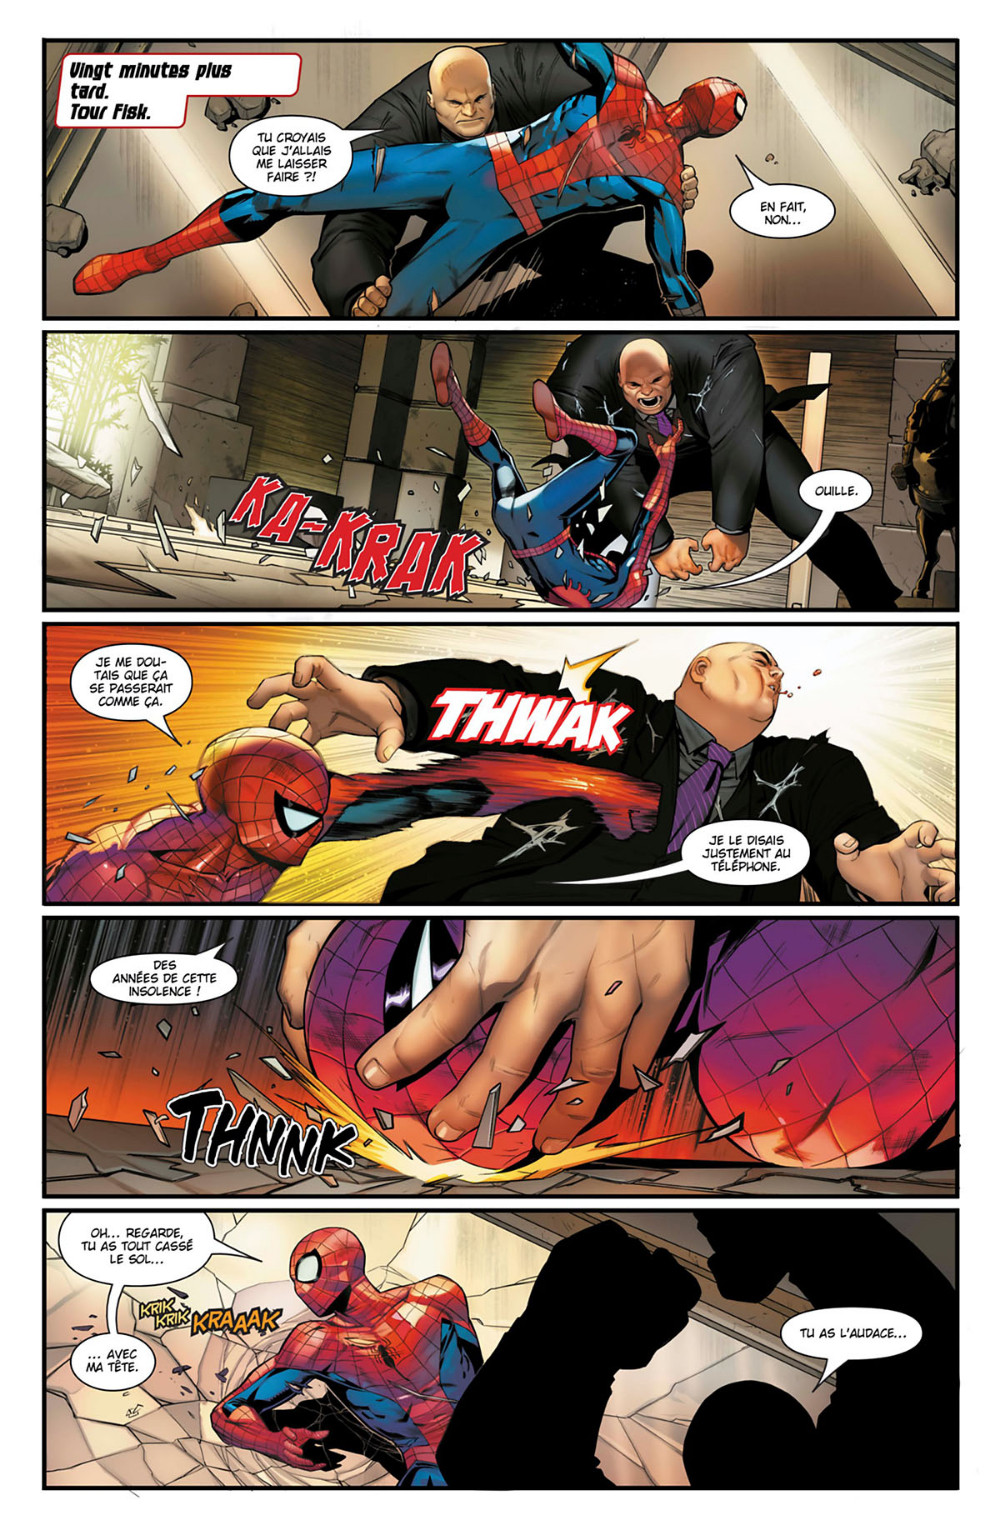 Vingt minutes plus
tard.
Tour Fisk.
TU CROYAIS
QUE J'ALLAIS
ME LAISSER
FAIRE ?!
EN FAIT,
NON...
KA-KRAK
OUILLE.
JE ME DOU-
TAIS QUE ÇA
SE PASSERAIT
COMME ÇA.
THWAK
JE LE DISAIS
JUSTEMENT AU
TÉLÉPHONE.
DES
ANNÉES DE CETTE
INSOLENCE !
THNNK
OH... REGARDE,
TU AS TOUT CASSÉ
LE SOL...
KRIK
KRIK
KRAAAK
... AVEC
MA TÊTE.
TU AS L'AUDACE...